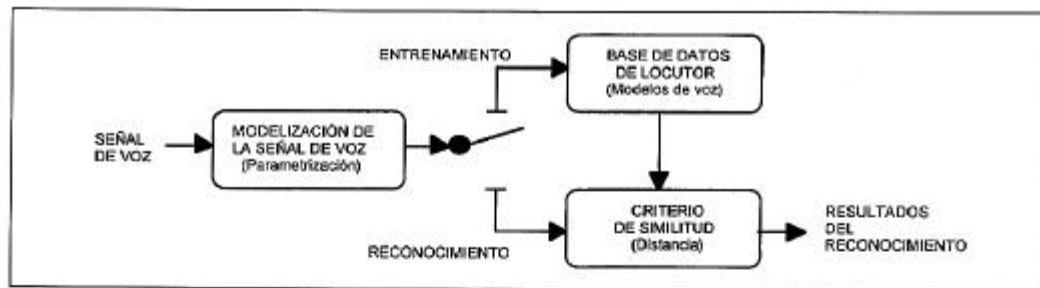 SEÑAL
DE VOZ
MODELIZACIÓN DE
LA SEÑAL DE VOZ
(Parametrización)
ENTRENAMIENTO
BASE DE DATOS
DE LOCUTOR
(Modelos de voz)
RECONOCIMIENTO
CRITERIO
DE SIMILITUD
(Distancia)
RESULTADOS
DEL
RECONOCIMIENTO